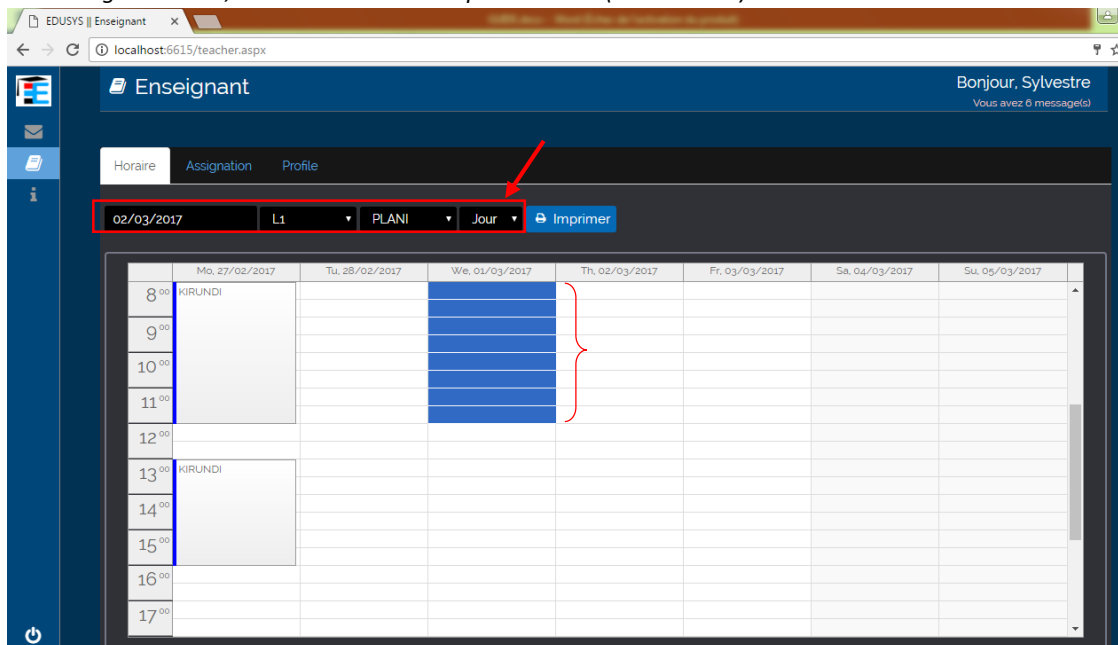 EDUSYS || Enseignant
localhost:6615/teacher.aspx
Enseignant
Bonjour, Sylvestre
Vous avez 6 message(s)
Horaire Assignation Profile
02/03/2017 L1 PLANI Jour Imprimer
Mo, 27/02/2017 Tu, 28/02/2017 We, 01/03/2017 Th, 02/03/2017 Fr, 03/03/2017 Sa, 04/03/2017 Su, 05/03/2017
8 00 KIRUNDI
9 00
10 00
11 00
12 00
13 00 KIRUNDI
14 00
15 00
16 00
17 00